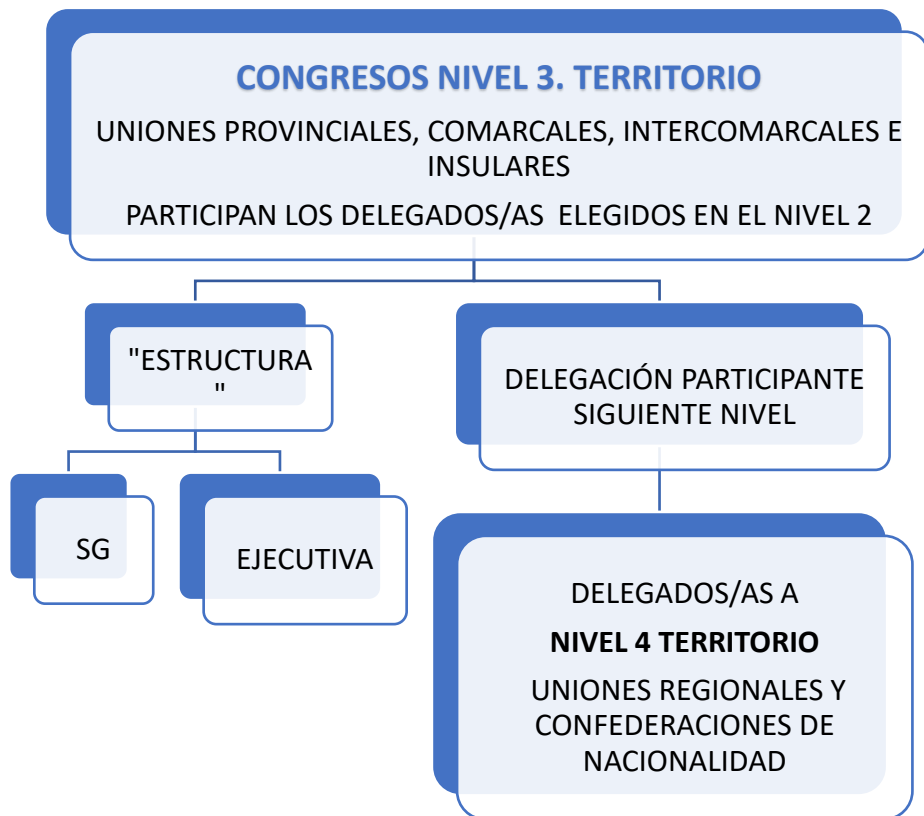 CONGRESOS NIVEL 3. TERRITORIO
UNIONES PROVINCIALES, COMARCALES, INTERCOMARCALES E
INSULARES
PARTICIPAN LOS DELEGADOS/AS ELEGIDOS EN EL NIVEL 2
"ESTRUCTURA
"
DELEGACIÓN PARTICIPANTE
SIGUIENTE NIVEL
SG
EJECUTIVA
DELEGADOS/AS A
NIVEL 4 TERRITORIO
UNIONES REGIONALES Y
CONFEDERACIONES DE
NACIONALIDAD